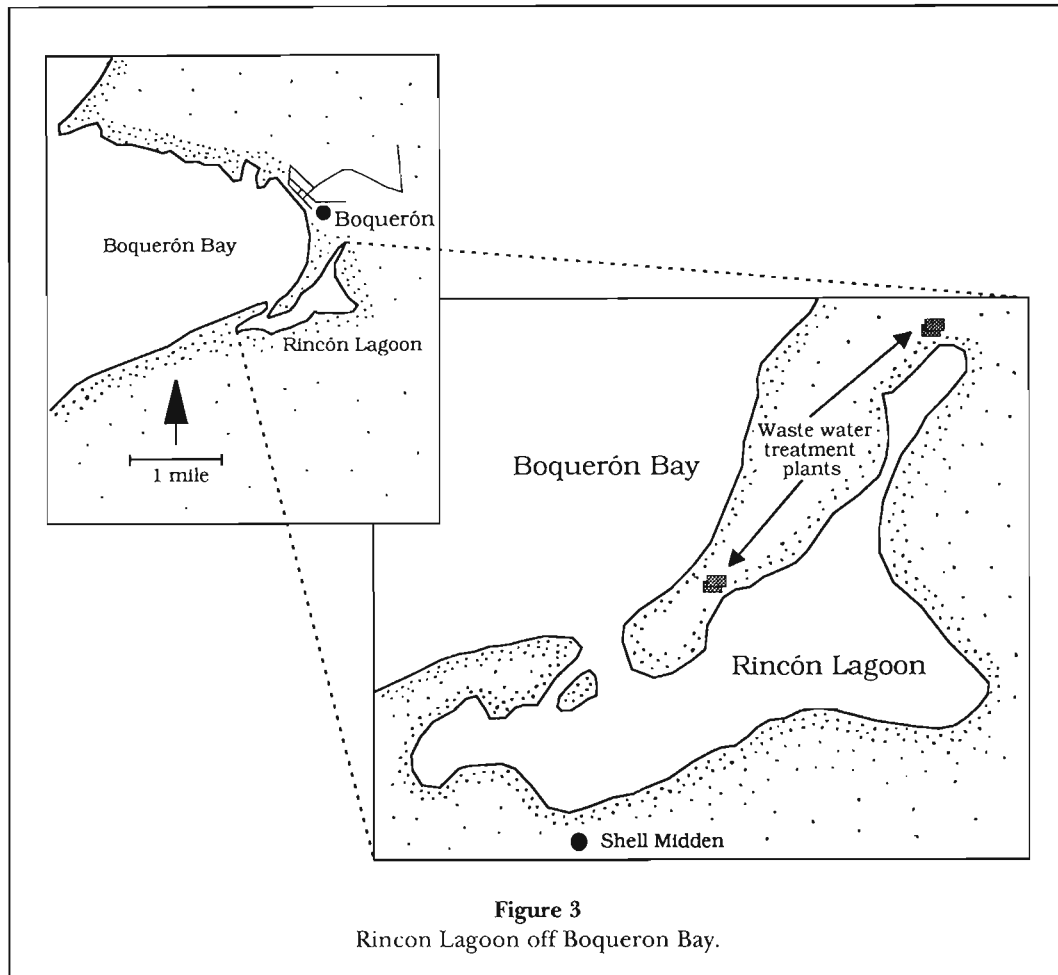 Boquerón
Boquerón Bay
Rincón Lagoon
1 mile
Waste water
treatment
plants
Boquerón Bay
Rincón Lagoon
Shell Midden
Figure 3
Rincon Lagoon off Boqueron Bay.